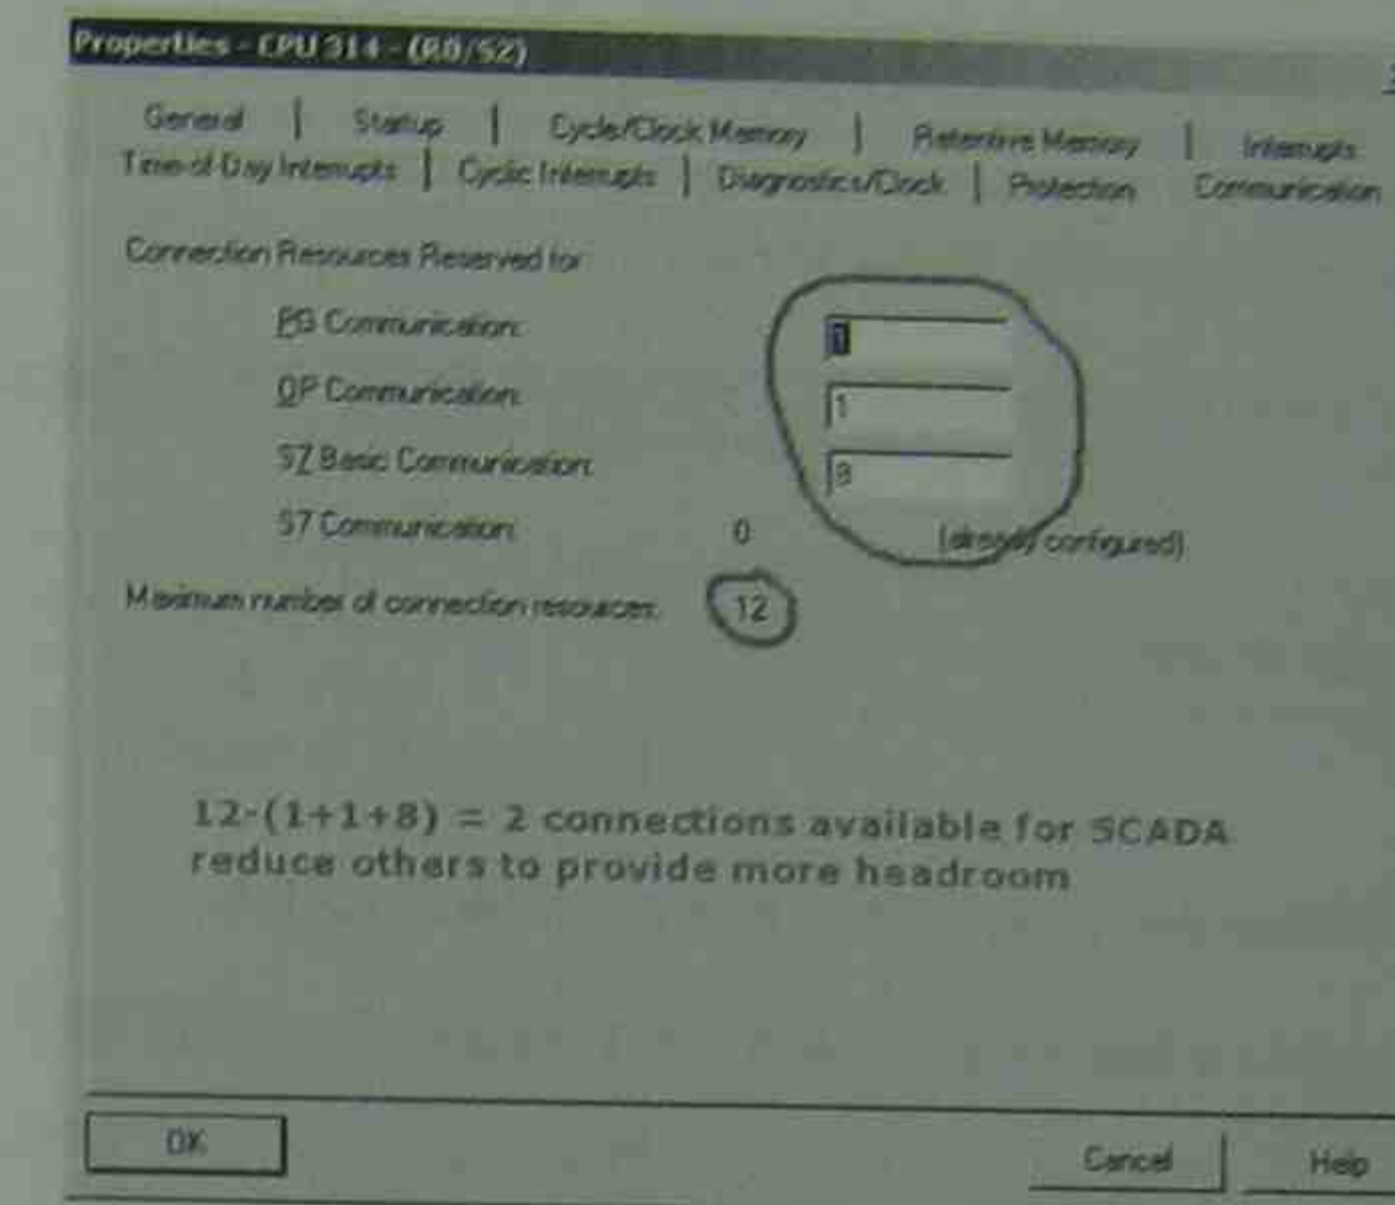 Properties - CPU 314 - (R0/S2)
General | Startup | Cycle/Clock Memory | Retentive Memory | Interrupts
Time-of-Day Interrupts | Cyclic Interrupts | Diagnostics/Clock | Protection Communication
Connection Resources Reserved for
PG Communication: 1
OP Communication: 1
S7 Basic Communication: 8
S7 Communication: 0 (already configured)
Maximum number of connection resources: 12
12-(1+1+8) = 2 connections available for SCADA
reduce others to provide more headroom
OK Cancel Help